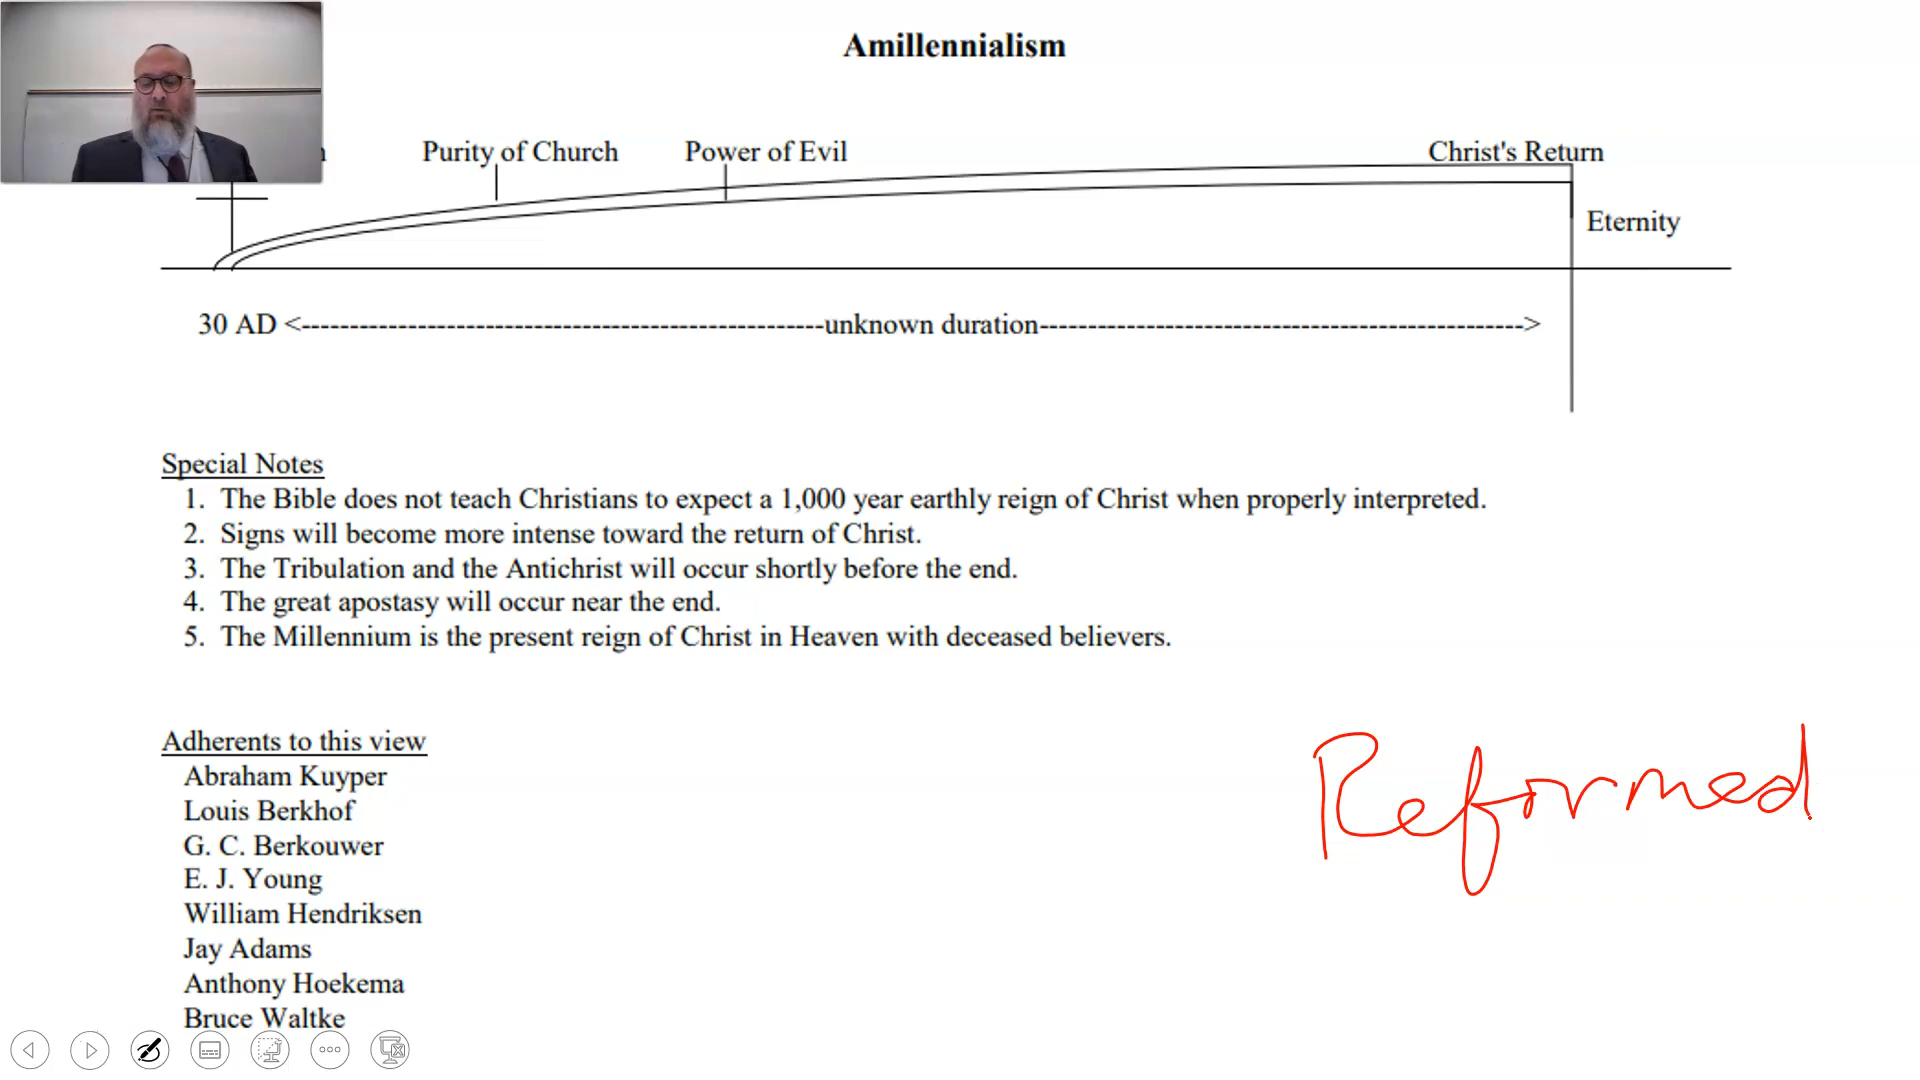 Amillennialism
Purity of Church Power of Evil Christ's Return
Eternity
30 AD <------------------------------------------------------unknown duration-------------------------------------------------->
Special Notes
1. The Bible does not teach Christians to expect a 1,000 year earthly reign of Christ when properly interpreted.
2. Signs will become more intense toward the return of Christ.
3. The Tribulation and the Antichrist will occur shortly before the end.
4. The great apostasy will occur near the end.
5. The Millennium is the present reign of Christ in Heaven with deceased believers.
Adherents to this view
Abraham Kuyper
Louis Berkhof
G. C. Berkouwer
E. J. Young
William Hendriksen
Jay Adams
Anthony Hoekema
Bruce Waltke
Reformed